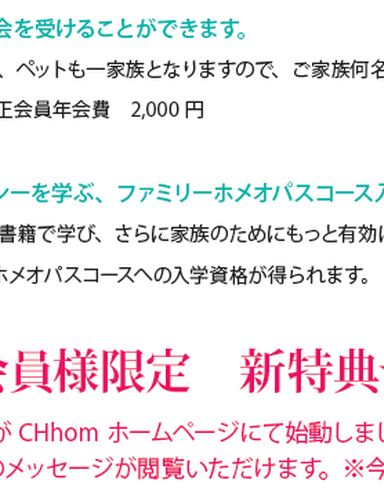 会を受けることができます。
、ペットも一家族となりますので、ご家族何名
正会員年会費　2,000 円
シーを学ぶ、ファミリーホメオパスコース入
書籍で学び、さらに家族のためにもっと有効に
ホメオパスコースへの入学資格が得られます。
会員様限定　新特典
が CHhom ホームページにて始動しまし
のメッセージが閲覧いただけます。※今